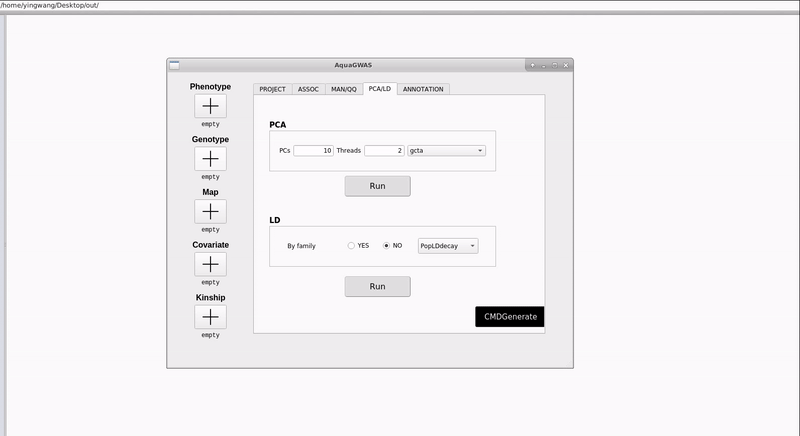 /home/yingwang/Desktop/out/
AquaGWAS
Phenotype
empty
Genotype
empty
Map
empty
Covariate
empty
Kinship
empty
PROJECT ASSOC MAN/QQ PCA/LD ANNOTATION
PCA
PCs 10 Threads 2 gcta
Run
LD
By family YES NO PopLDdecay
Run
CMDGenerate